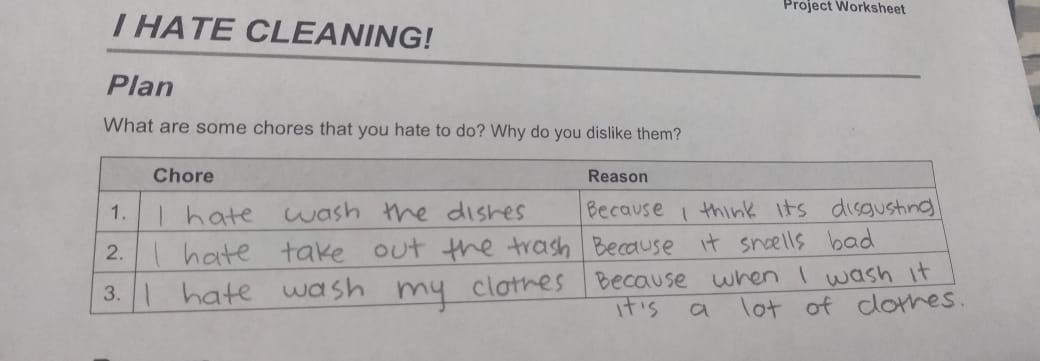 Project Worksheet
I HATE CLEANING!
Plan
What are some chores that you hate to do? Why do you dislike them?
Chore Reason
1. I hate wash the dishes Because I think its disgusting
2. I hate take out the trash Because it smells bad
3. I hate wash my clothes Because when I wash it
it's a lot of clothes.